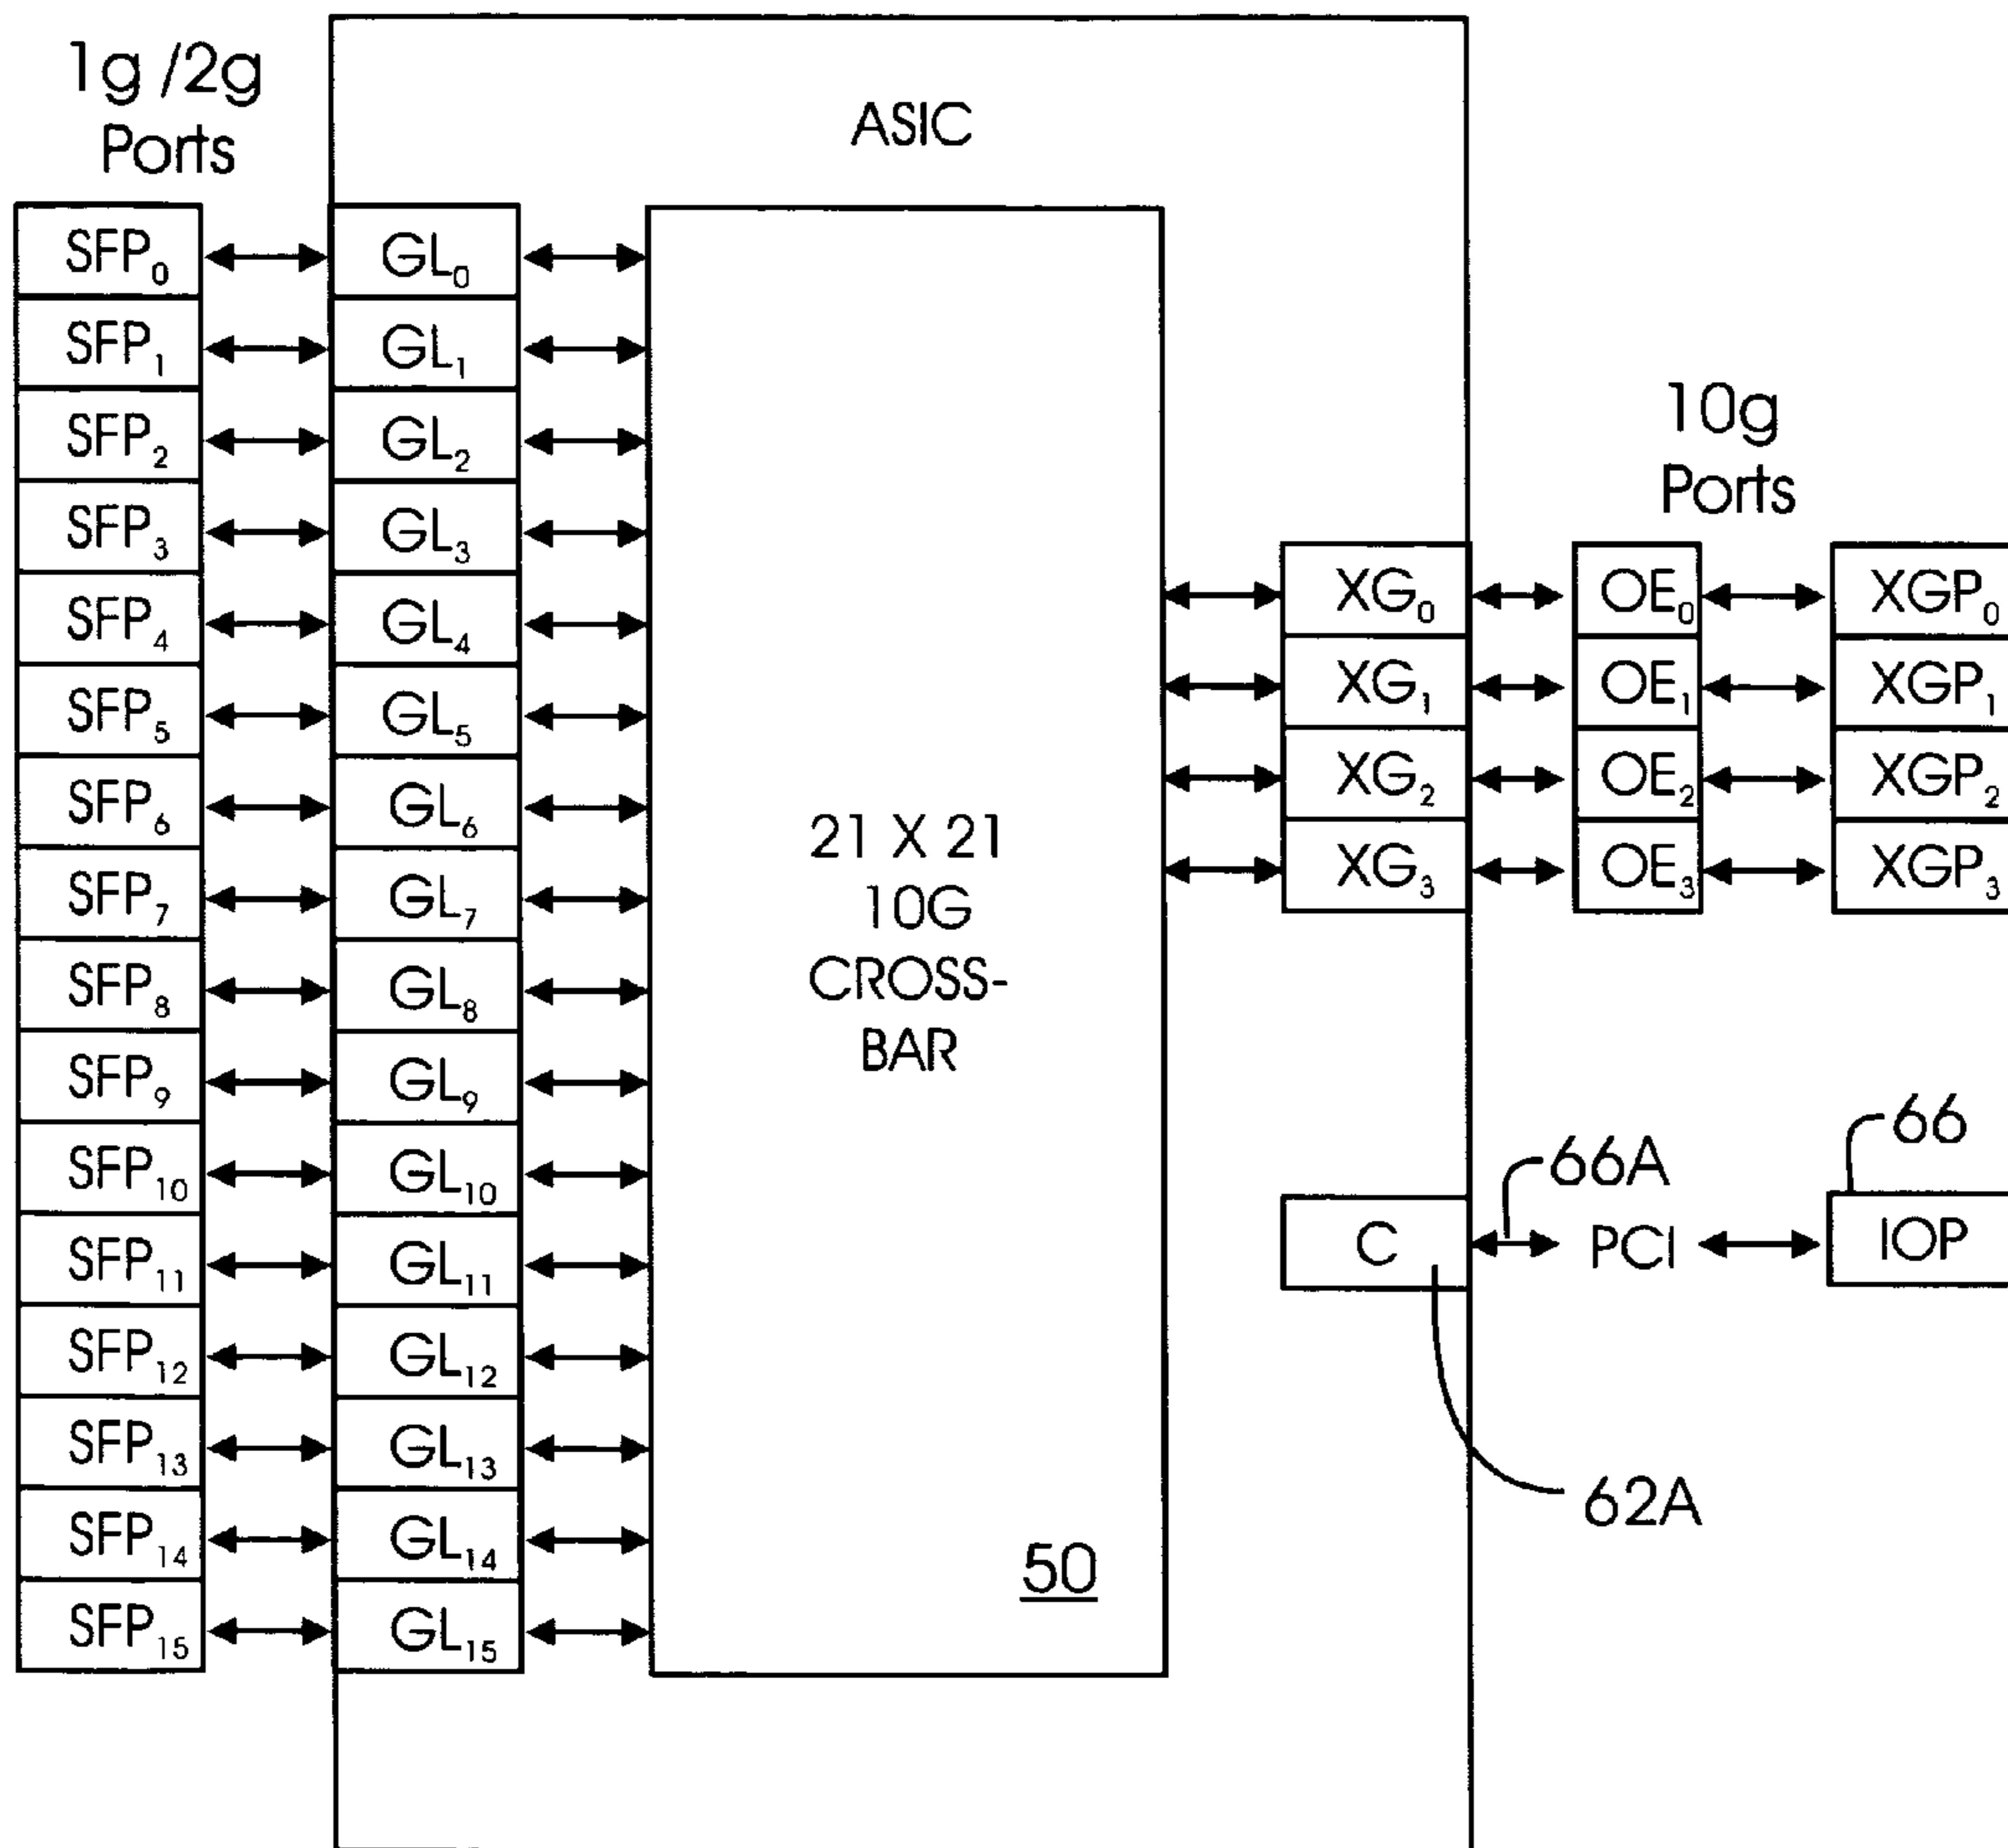 1g /2g
Ports
ASIC
SFP₀ GL₀
SFP₁ GL₁
SFP₂ GL₂
SFP₃ GL₃
SFP₄ GL₄
SFP₅ GL₅
SFP₆ GL₆
SFP₇ GL₇
SFP₈ GL₈
SFP₉ GL₉
SFP₁₀ GL₁₀
SFP₁₁ GL₁₁
SFP₁₂ GL₁₂
SFP₁₃ GL₁₃
SFP₁₄ GL₁₄
SFP₁₅ GL₁₅
21 X 21
10G
CROSS-
BAR
50
10g
Ports
XG₀ OE₀ XGP₀
XG₁ OE₁ XGP₁
XG₂ OE₂ XGP₂
XG₃ OE₃ XGP₃
66
66A
C PCI IOP
62A